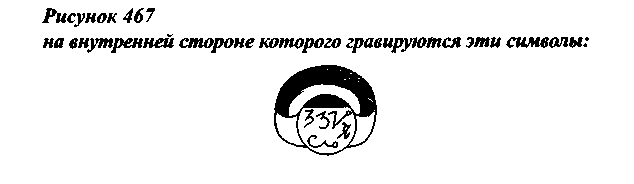 Рисунок 467
на внутренней стороне которого гравируются эти символы: